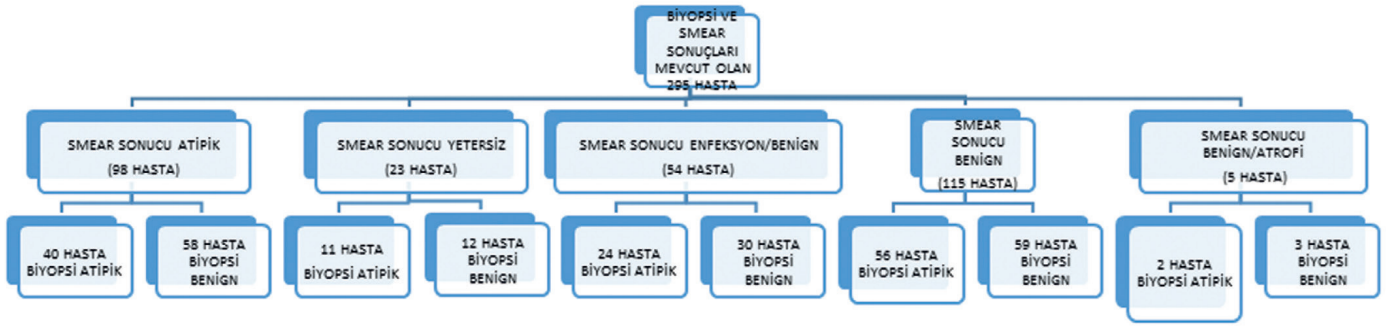 BİYOPSİ VE
SMEAR
SONUÇLARI
MEVCUT OLAN
295 HASTA
SMEAR SONUCU ATİPİK
(98 HASTA)
SMEAR SONUCU YETERSİZ
(23 HASTA)
SMEAR SONUCU ENFEKSYON/BENİGN
(54 HASTA)
SMEAR
SONUCU
BENİGN
(115 HASTA)
SMEAR SONUCU
BENİGN/ATROFİ
(5 HASTA)
40 HASTA
BİYOPSİ ATİPİK
58 HASTA
BİYOPSİ
BENİGN
11 HASTA
BİYOPSİ ATİPİK
12 HASTA
BİYOPSİ
BENİGN
24 HASTA
BİYOPSİ ATİPİK
30 HASTA
BİYOPSİ
BENİGN
56 HASTA
BİYOPSİ ATİPİK
59 HASTA
BİYOPSİ
BENİGN
2 HASTA
BİYOPSİ ATİPİK
3 HASTA
BİYOPSİ
BENİGN